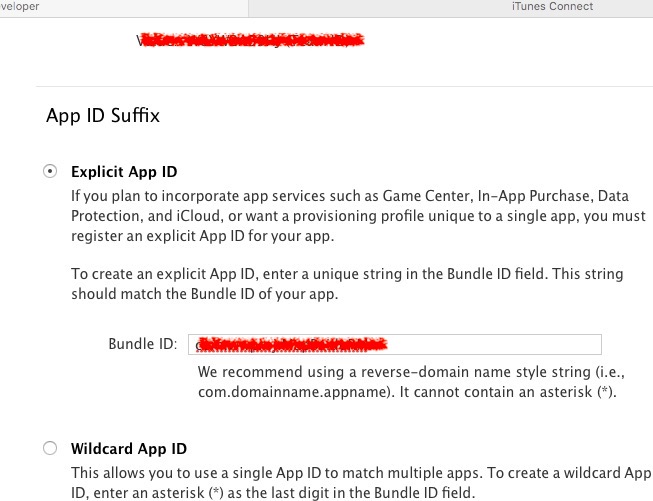 veloper
iTunes Connect
App ID Suffix
Explicit App ID
If you plan to incorporate app services such as Game Center, In-App Purchase, Data
Protection, and iCloud, or want a provisioning profile unique to a single app, you must
register an explicit App ID for your app.
To create an explicit App ID, enter a unique string in the Bundle ID field. This string
should match the Bundle ID of your app.
Bundle ID:
We recommend using a reverse-domain name style string (i.e.,
com.domainname.appname). It cannot contain an asterisk (*).
Wildcard App ID
This allows you to use a single App ID to match multiple apps. To create a wildcard App
ID, enter an asterisk (*) as the last digit in the Bundle ID field.